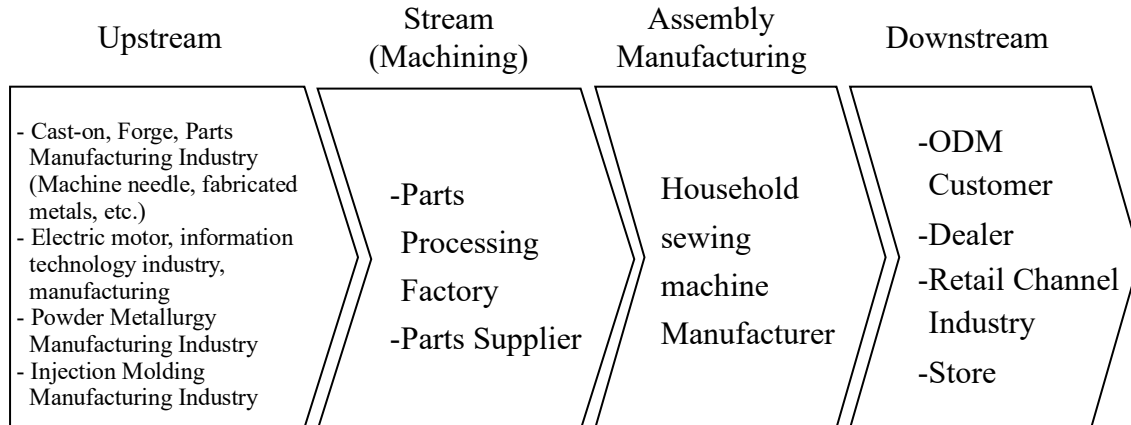 Upstream
Stream
(Machining)
Assembly
Manufacturing
Downstream
- Cast-on, Forge, Parts
Manufacturing Industry
(Machine needle, fabricated
metals, etc.)
- Electric motor, information
technology industry,
manufacturing
- Powder Metallurgy
Manufacturing Industry
- Injection Molding
Manufacturing Industry
-Parts
Processing
Factory
-Parts Supplier
Household
sewing
machine
Manufacturer
-ODM
Customer
-Dealer
-Retail Channel
Industry
-Store